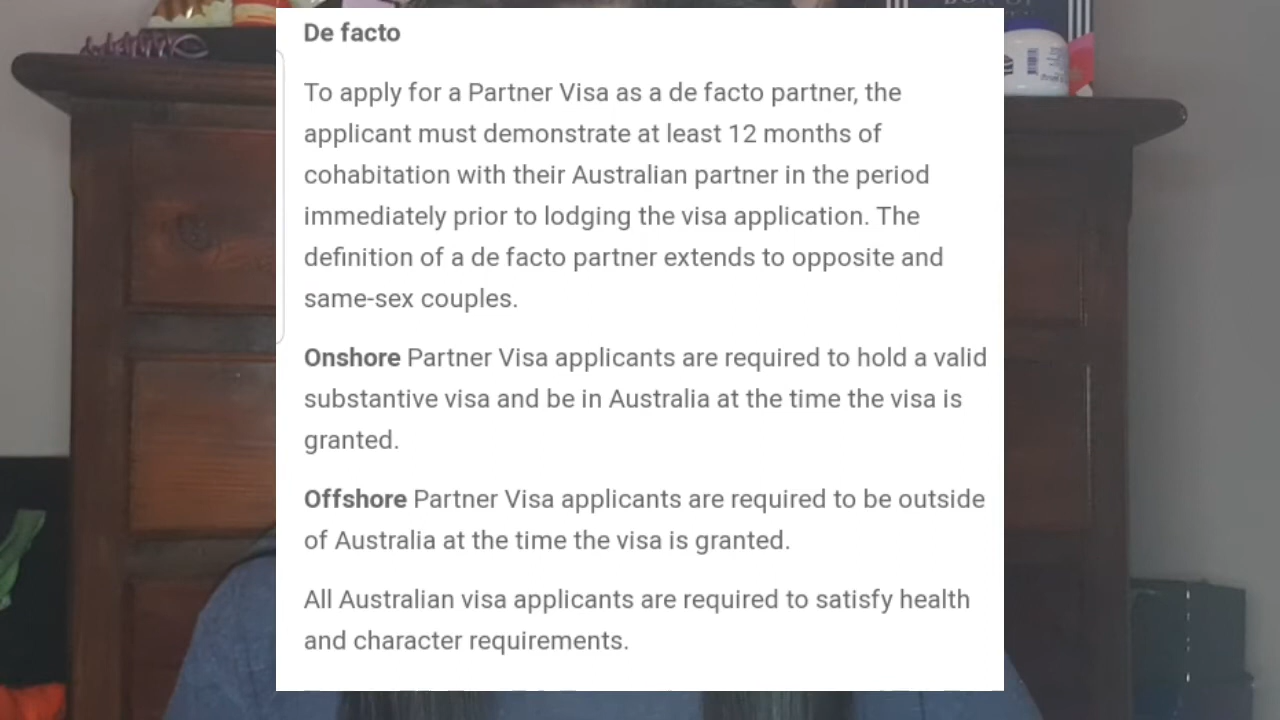 De facto
To apply for a Partner Visa as a de facto partner, the
applicant must demonstrate at least 12 months of
cohabitation with their Australian partner in the period
immediately prior to lodging the visa application. The
definition of a de facto partner extends to opposite and
same-sex couples.
Onshore Partner Visa applicants are required to hold a valid
substantive visa and be in Australia at the time the visa is
granted.
Offshore Partner Visa applicants are required to be outside
of Australia at the time the visa is granted.
All Australian visa applicants are required to satisfy health
and character requirements.